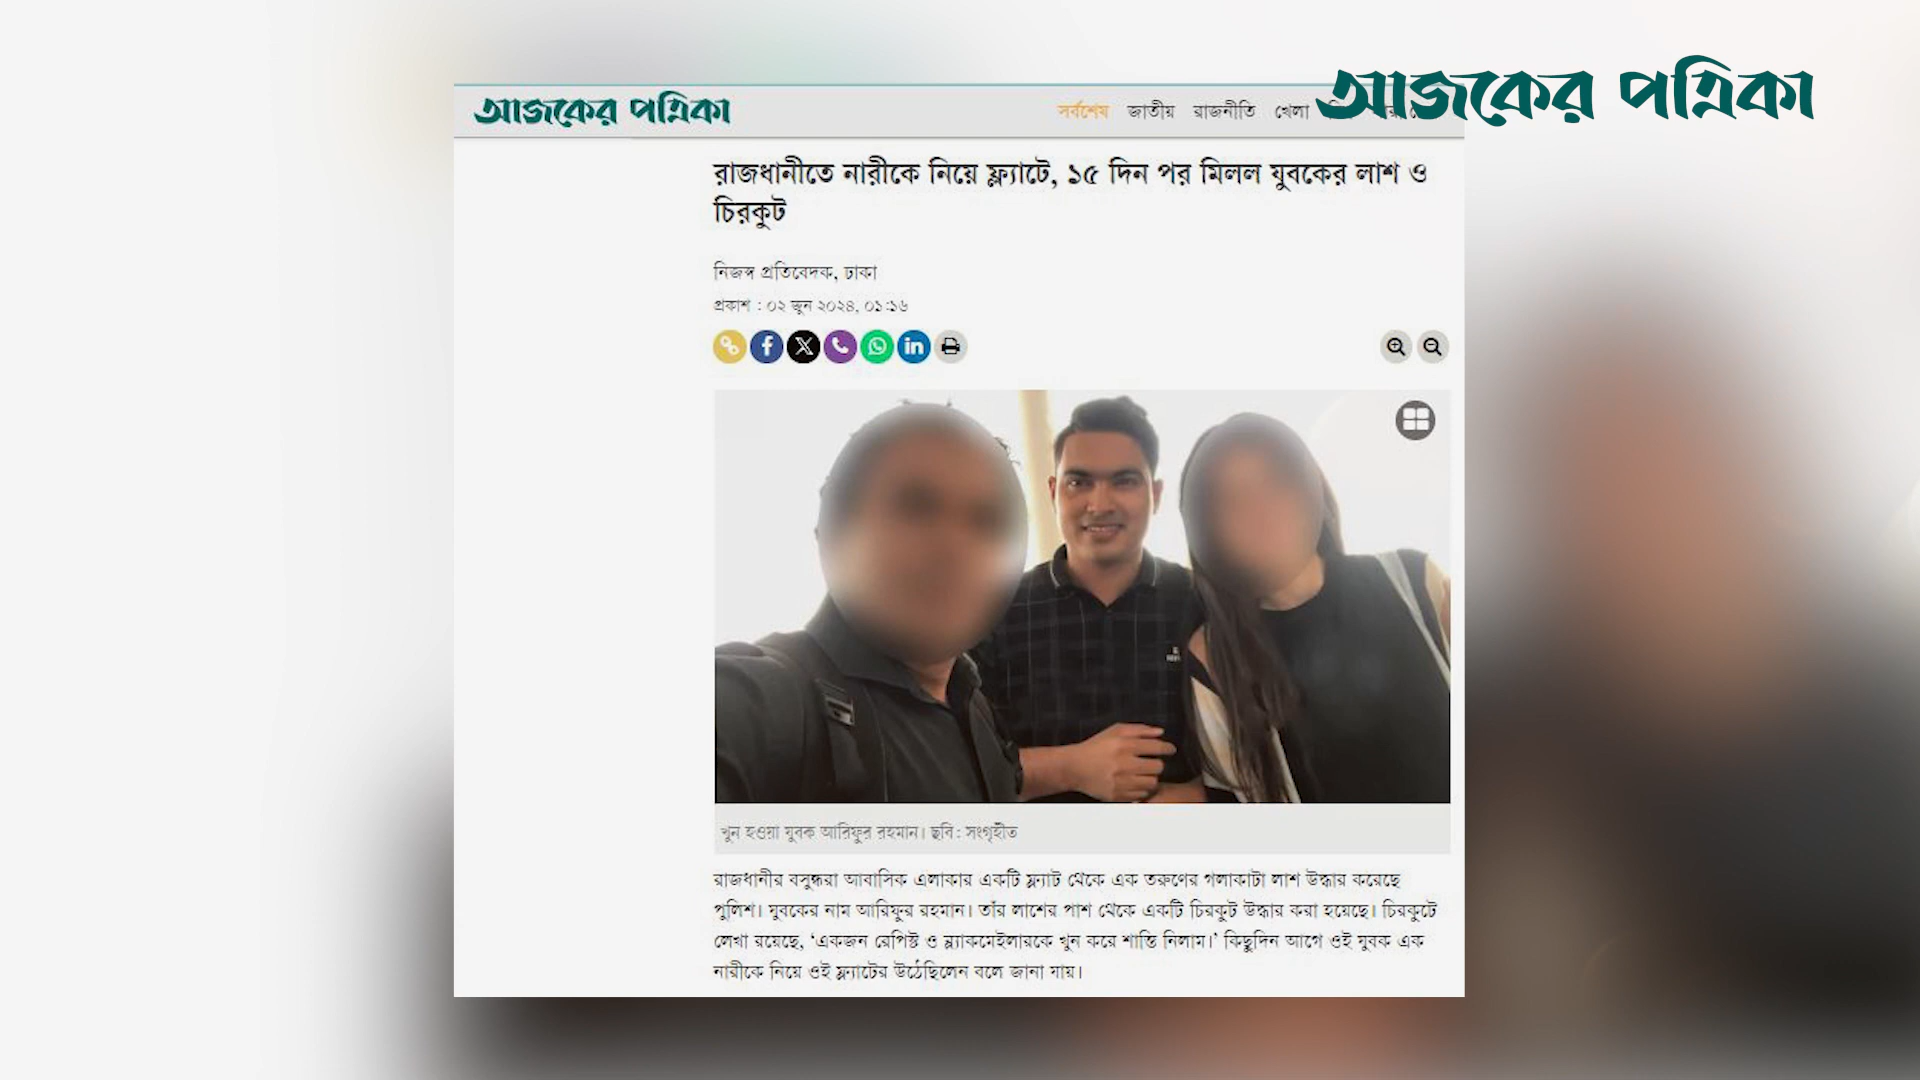 আজকের পত্রিকা
আজকের পত্রিকা
সর্বশেষ জাতীয় রাজনীতি খেলা
রাজধানীতে নারীকে নিয়ে ফ্ল্যাটে, ১৫ দিন পর মিলল যুবকের লাশ ও
চিরকুট
নিজস্ব প্রতিবেদক, ঢাকা
প্রকাশ : ০২ জুন ২০২৪, ০১:১৬
খুন হওয়া যুবক আরিফুর রহমান। ছবি: সংগৃহীত
রাজধানীর বসুন্ধরা আবাসিক এলাকার একটি ফ্ল্যাট থেকে এক তরুণের গলাকাটা লাশ উদ্ধার করেছে
পুলিশ। যুবকের নাম আরিফুর রহমান। তাঁর লাশের পাশ থেকে একটি চিরকুট উদ্ধার করা হয়েছে। চিরকুটে
লেখা রয়েছে, ‘একজন রেপিস্ট ও ব্ল্যাকমেইলারকে খুন করে শাস্তি নিলাম।’ কিছুদিন আগে ওই যুবক এক
নারীকে নিয়ে ওই ফ্ল্যাটের উঠেছিলেন বলে জানা যায়।